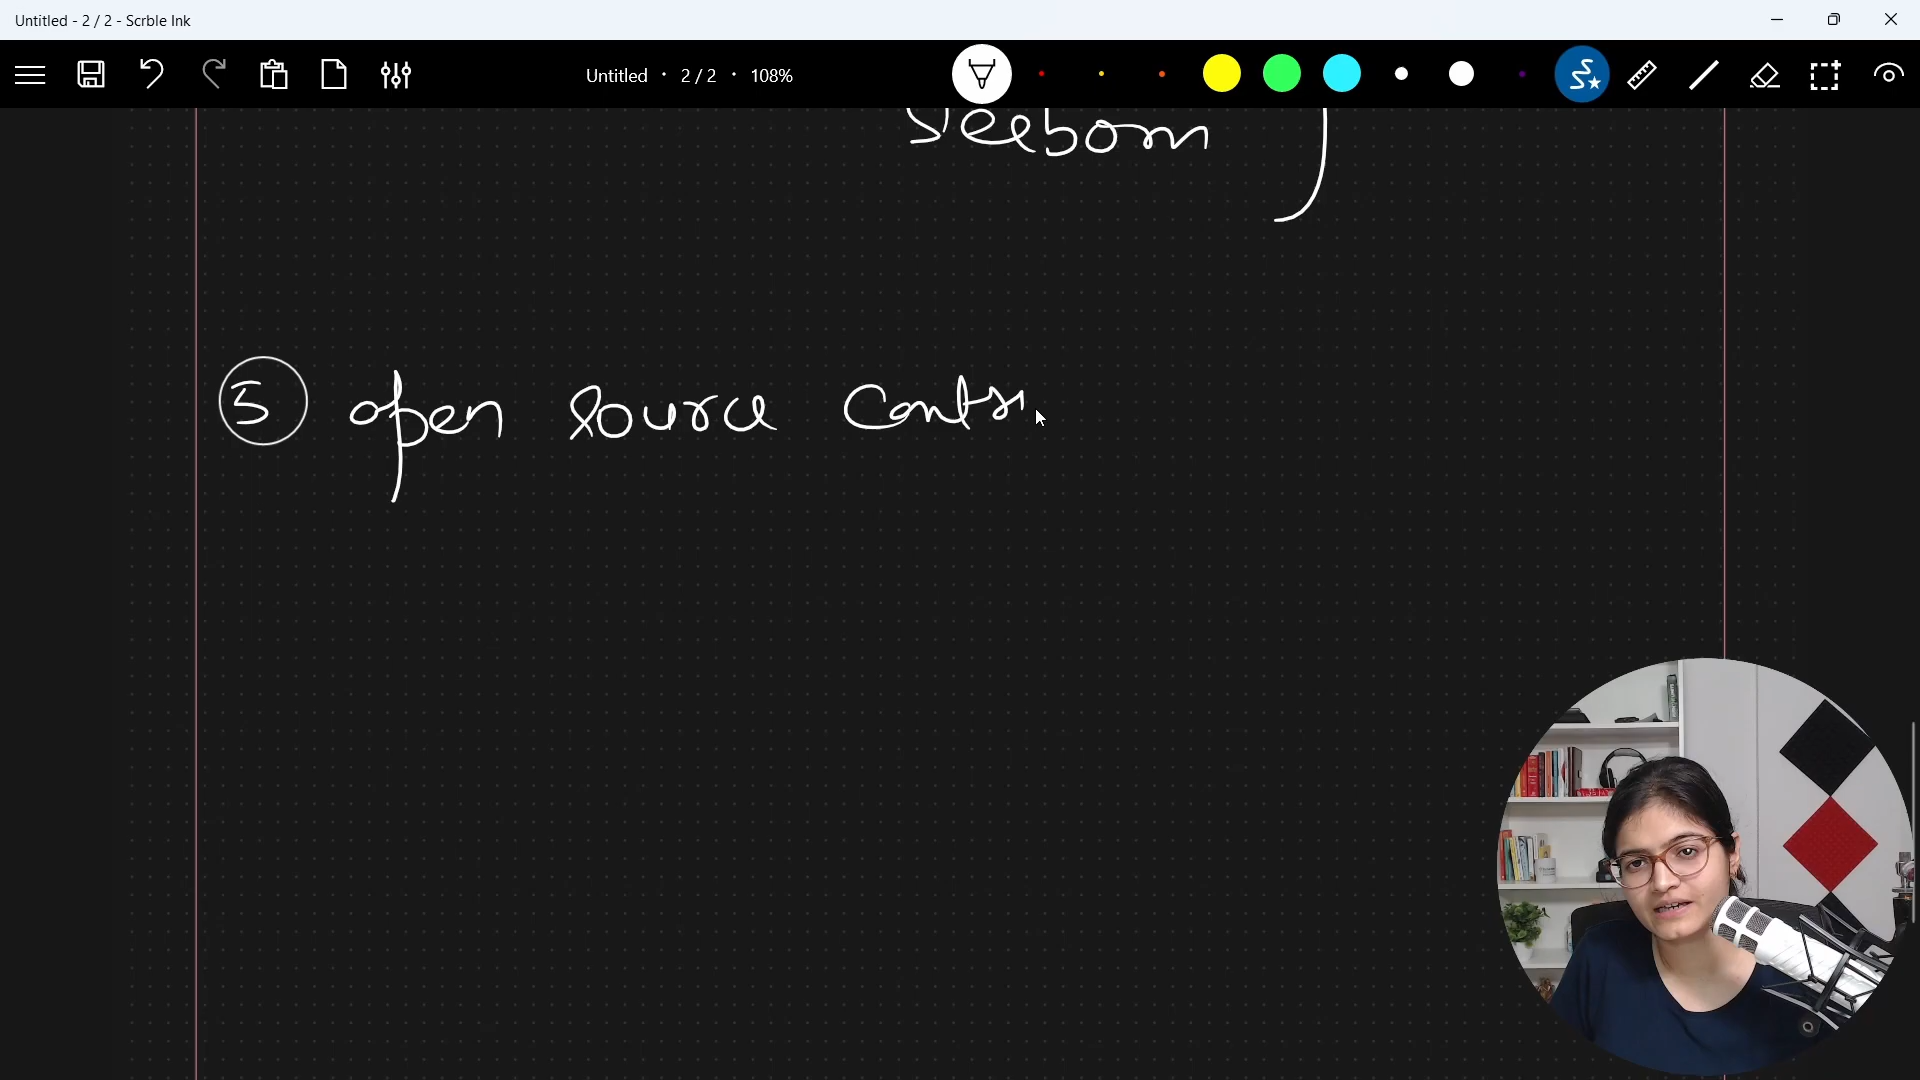 Untitled - 2 / 2 - Scrble Ink
Untitled • 2 / 2 • 108%
Seeborn
5 open source Contri